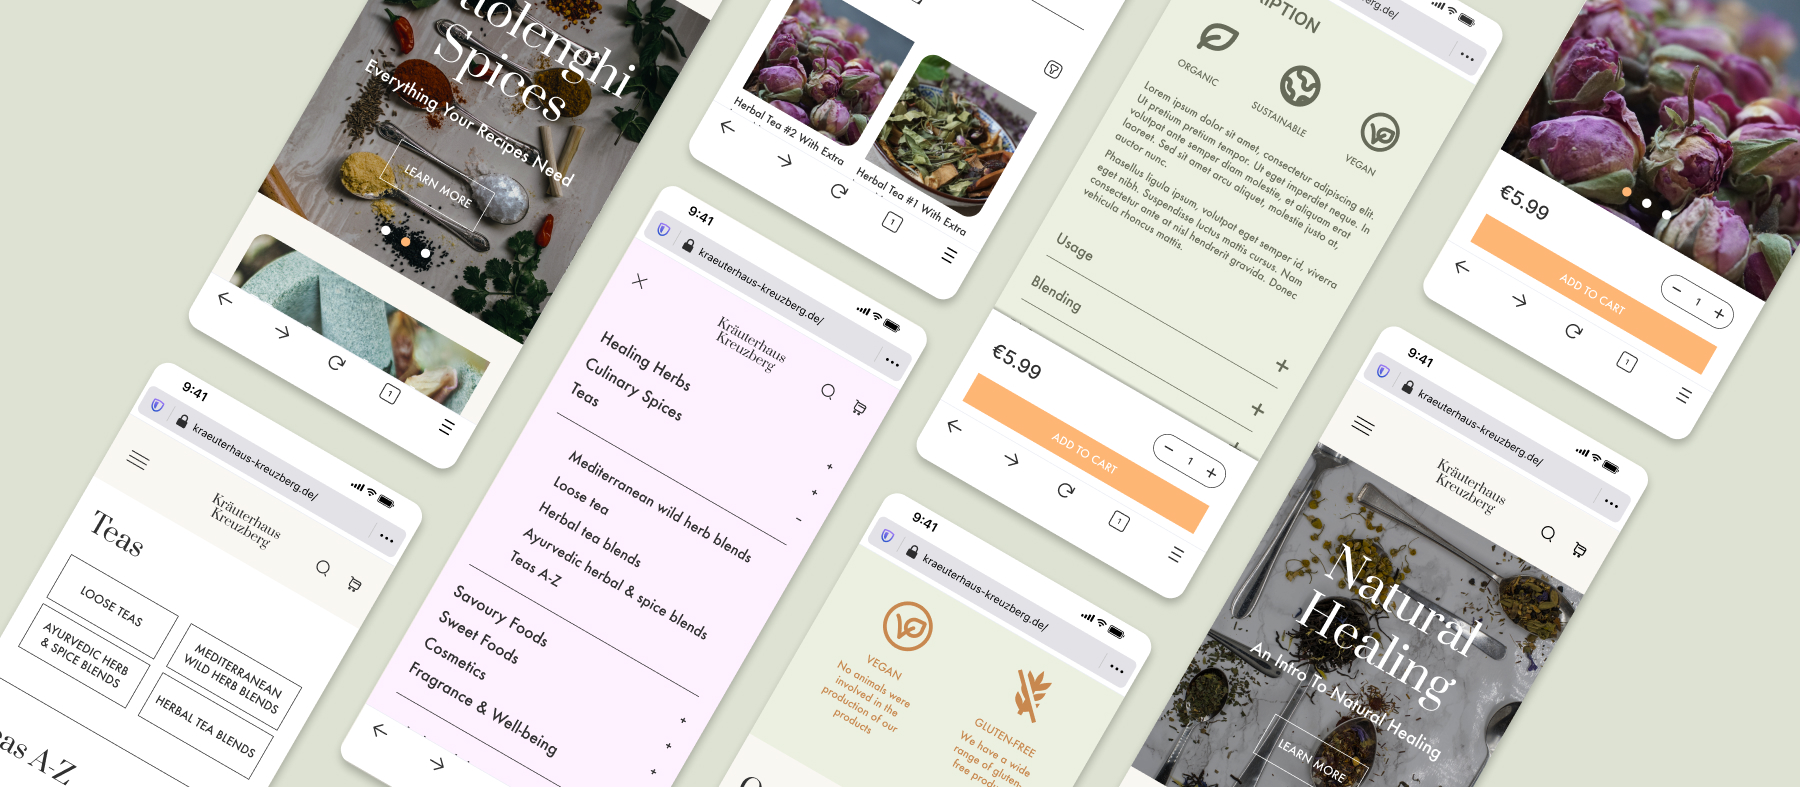 Spices
Everything Your Recipes Need
LEARN MORE
Herbal Tea #2 With Extra
Herbal Tea #1 With Extra
1
1
9:41
kraeuterhaus-kreuzberg.de/
Kräuterhaus
Kreuzberg
Teas
LOOSE TEAS
MEDITERRANEAN
WILD HERB BLENDS
AYURVEDIC HERB
& SPICE BLENDS
HERBAL TEA BLENDS
A-Z
9:41
kraeuterhaus-kreuzberg.de/
Kräuterhaus
Kreuzberg
Healing Herbs
Culinary Spices
Teas
Mediterranean wild herb blends
Loose tea
Herbal tea blends
Ayurvedic herbal & spice blends
Teas A-Z
Savoury Foods
Sweet Foods
Cosmetics
Fragrance & Well-being
ORGANIC
SUSTAINABLE
VEGAN
Lorem ipsum dolor sit amet, consectetur adipiscing elit.
Ut pretium pretium tempor. Ut eget imperdiet neque. In
volutpat ante semper diam molestie, et aliquam erat
laoreet. Sed sit amet arcu aliquet, molestie justo at,
auctor nunc.
Phasellus ligula ipsum, volutpat eget semper id, viverra
eget nibh. Suspendisse luctus mattis cursus. Nam
consectetur ante at nisl hendrerit gravida. Donec
vehicula rhoncus mattis.
Usage
Blending
€5.99
1
ADD TO CART
1
9:41
kraeuterhaus-kreuzberg.de/
VEGAN
No animals were
involved in the
production of our
products
GLUTEN-FREE
We have a wide
range of gluten
free
€5.99
1
ADD TO CART
1
9:41
kraeuterhaus-kreuzberg.de/
Kräuterhaus
Kreuzberg
Natural
Healing
An Intro To Natural Healing
LEARN MORE